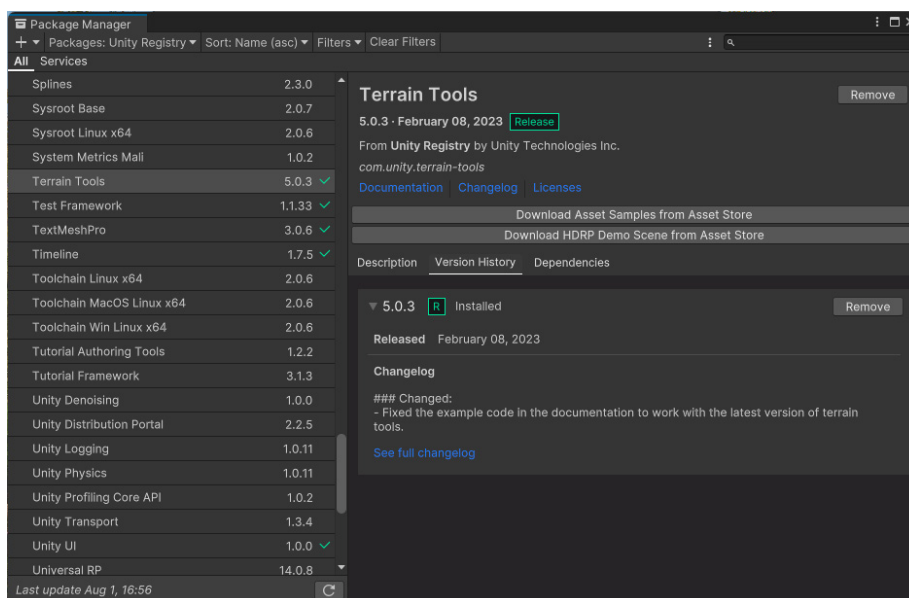 Package Manager
Packages: Unity Registry Sort: Name (asc) Filters Clear Filters
All Services
Splines 2.3.0
Sysroot Base 2.0.7
Sysroot Linux x64 2.0.6
System Metrics Mali 1.0.2
Terrain Tools 5.0.3
Test Framework 1.1.33
TextMeshPro 3.0.6
Timeline 1.7.5
Toolchain Linux x64 2.0.6
Toolchain MacOS Linux x64 2.0.6
Toolchain Win Linux x64 2.0.6
Tutorial Authoring Tools 1.2.2
Tutorial Framework 3.1.3
Unity Denoising 1.0.0
Unity Distribution Portal 2.2.5
Unity Logging 1.0.11
Unity Physics 1.0.11
Unity Profiling Core API 1.0.2
Unity Transport 1.3.4
Unity UI 1.0.0
Universal RP 14.0.8
Last update Aug 1, 16:56
Terrain Tools Remove
5.0.3 · February 08, 2023 Release
From Unity Registry by Unity Technologies Inc.
com.unity.terrain-tools
Documentation Changelog Licenses
Download Asset Samples from Asset Store
Download HDRP Demo Scene from Asset Store
Description Version History Dependencies
5.0.3 R Installed Remove
Released February 08, 2023
Changelog
### Changed:
- Fixed the example code in the documentation to work with the latest version of terrain
tools.
See full changelog